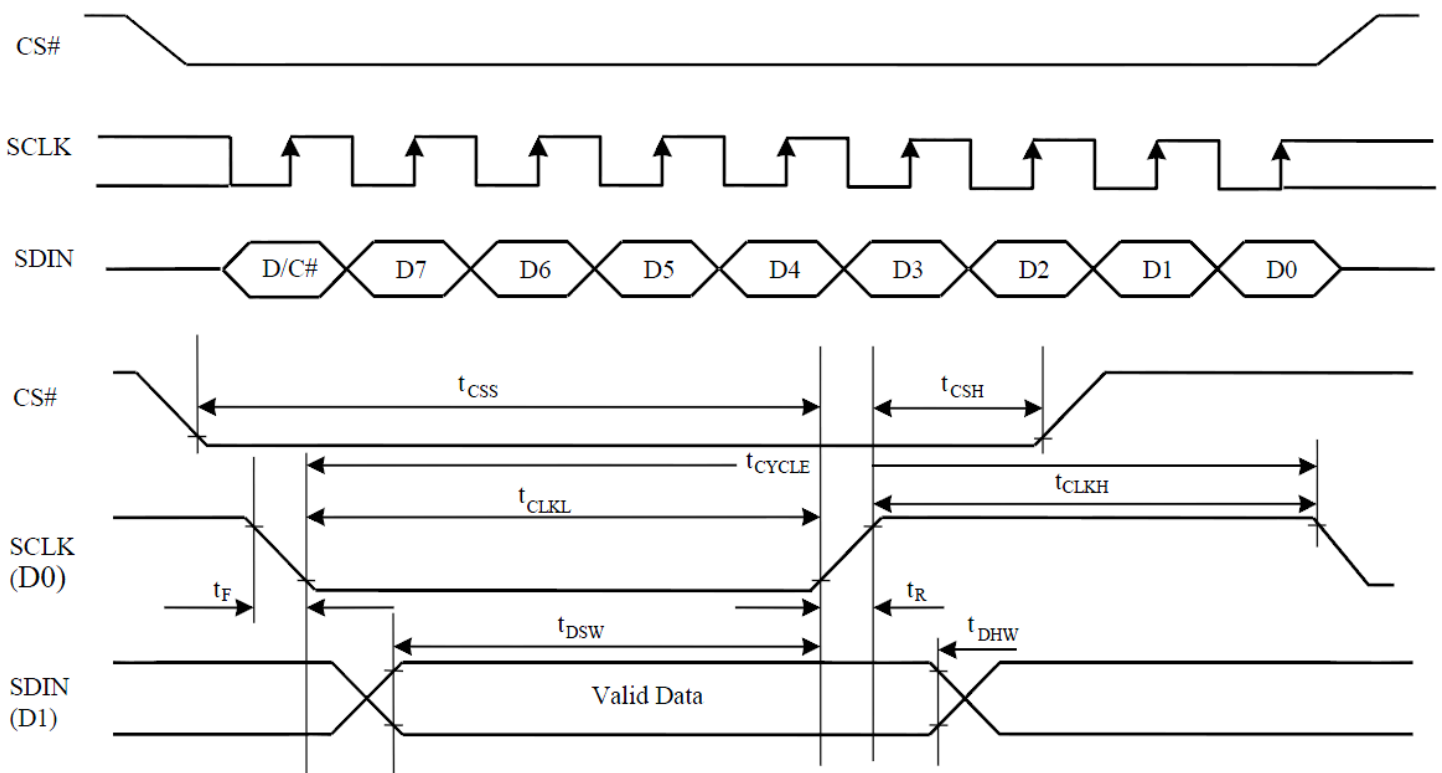 CS#
SCLK
SDIN D/C# D7 D6 D5 D4 D3 D2 D1 D0
CS# tCSS tCSH
tCYCLE
tCLKL tCLKH
SCLK
(D0)
tF tR
tDSW tDHW
SDIN
(D1)
Valid Data